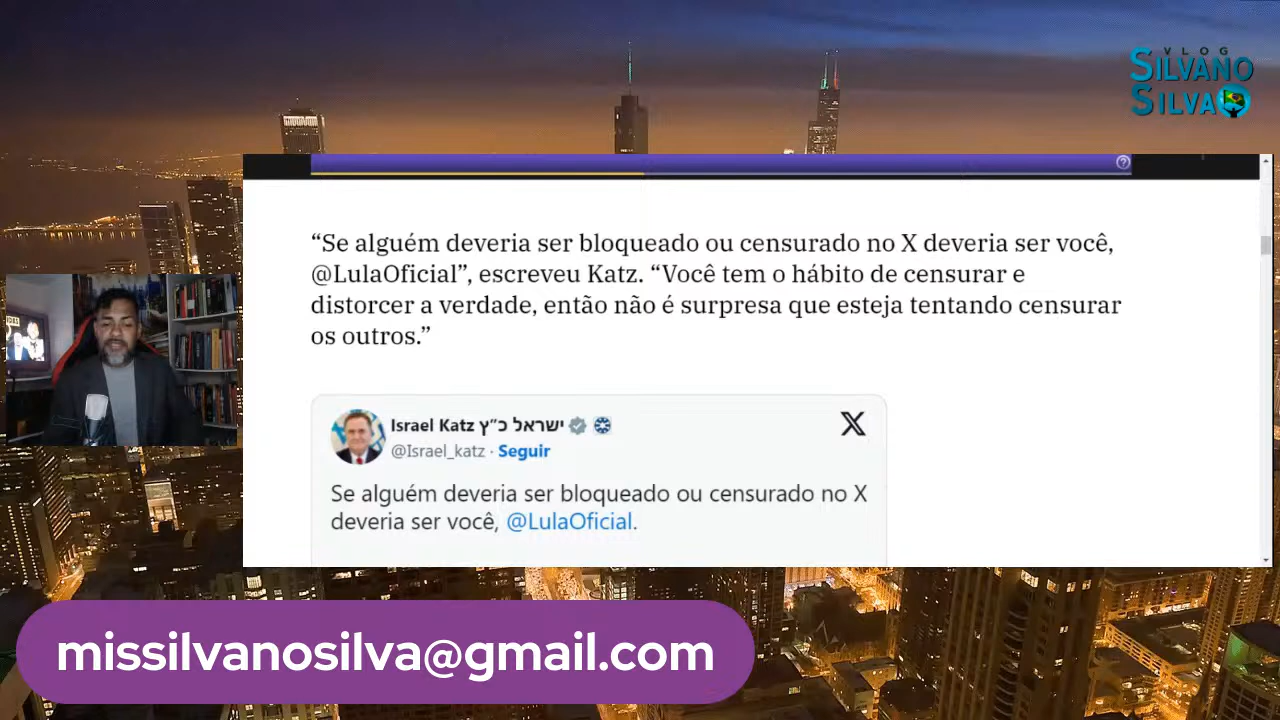 VLOG
SILVANO
SILVA
“Se alguém deveria ser bloqueado ou censurado no X deveria ser você,
@LulaOficial”, escreveu Katz. “Você tem o hábito de censurar e
distorcer a verdade, então não é surpresa que esteja tentando censurar
os outros.”
Israel Katz ישראל כ”ץ
@Israel_katz · Seguir
X
Se alguém deveria ser bloqueado ou censurado no X
deveria ser você, @LulaOficial.
missilvanosilva@gmail.com